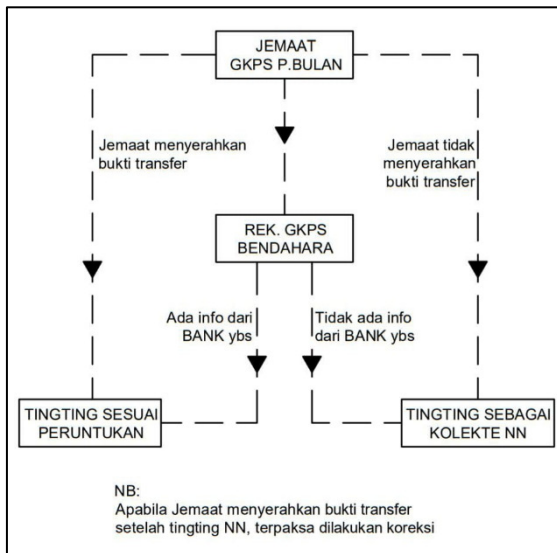 JEMAAT
GKPS P.BULAN
Jemaat menyerahkan
bukti transfer
Jemaat tidak
menyerahkan
bukti transfer
REK. GKPS
BENDAHARA
Ada info dari
BANK ybs
Tidak ada info
dari BANK ybs
TINGTING SESUAI
PERUNTUKAN
TINGTING SEBAGAI
KOLEKTE NN
NB:
Apabila Jemaat menyerahkan bukti transfer
setelah tingting NN, terpaksa dilakukan koreksi